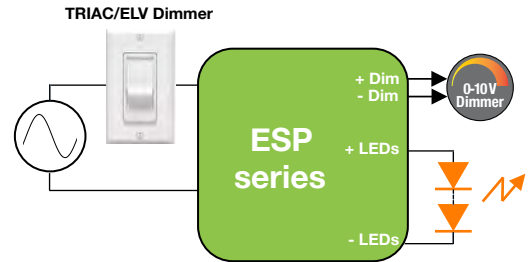 TRIAC/ELV Dimmer
+ Dim
- Dim
0-10V
Dimmer
ESP
series
+ LEDs
- LEDs